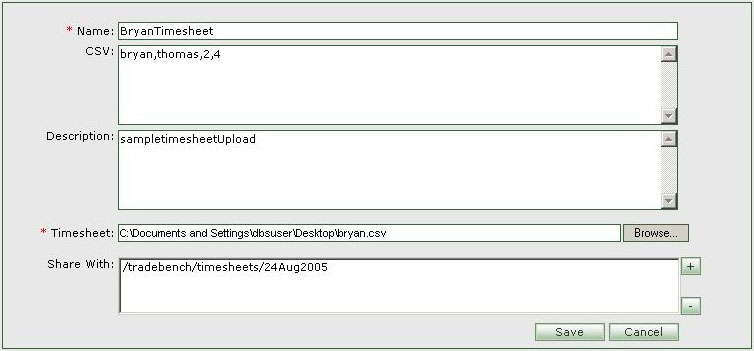 * Name: BryanTimesheet
CSV: bryan,thomas,2,4
Description: sampletimesheetUpload
* Timesheet: C:\Documents and Settings\dbsuser\Desktop\bryan.csv Browse...
Share With: /tradebench/timesheets/24Aug2005 +
-
Save Cancel